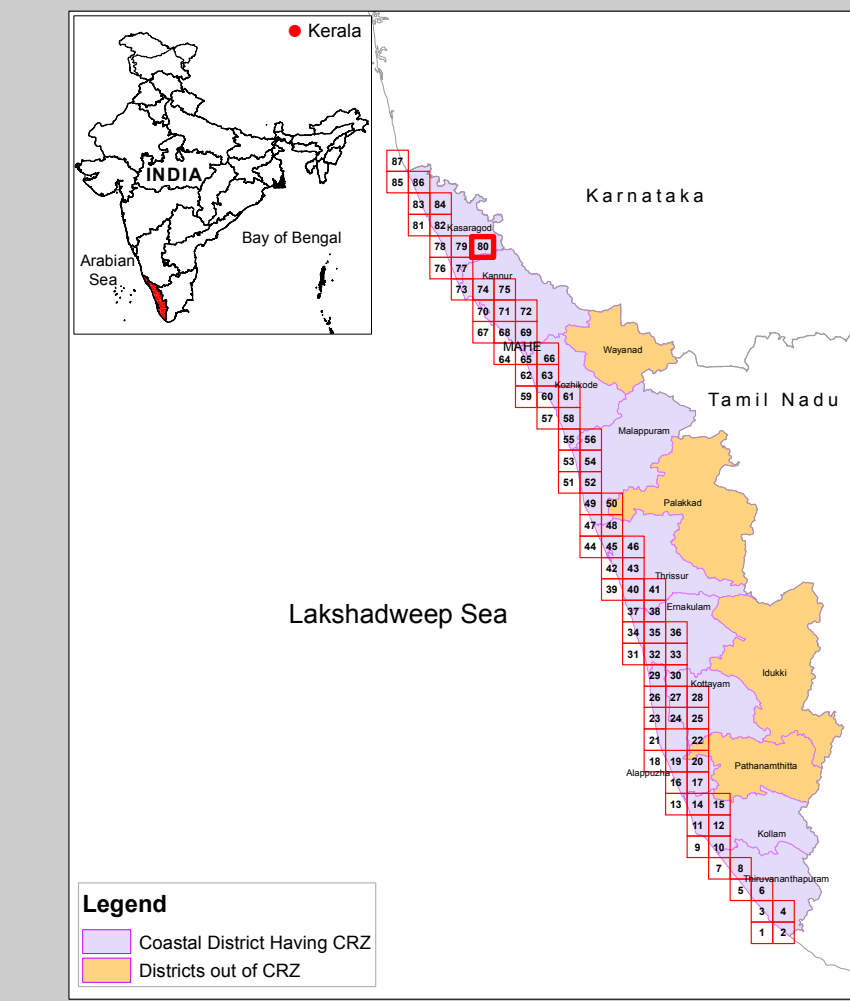 Kerala
INDIA
Bay of Bengal
Arabian
Sea
Karnataka
87
85 86
83 84
81 82 Kasaragod
78 79 80
76 77
Kannur
73 74 75
70 71 72
67 68 69
MAHE
Wayanad
64 65 66
62 63
Kozhikode
59 60 61
Tamil Nadu
57 58
Malappuram
55 56
53 54
51 52
49 50 Palakkad
47 48
44 45 46
42 43
Thrissur
39 40 41
Ernakulam
37 38
Lakshadweep Sea
34 35 36
31 32 33
29 30
Idukki
Kottayam
26 27 28
23 24 25
21 22
18 19 20
Pathanamthitta
Alappuzha
16 17
13 14 15
11 12
Kollam
9 10
7 8
Thiruvananthapuram
5 6
3 4
1 2
Legend
Coastal District Having CRZ
Districts out of CRZ